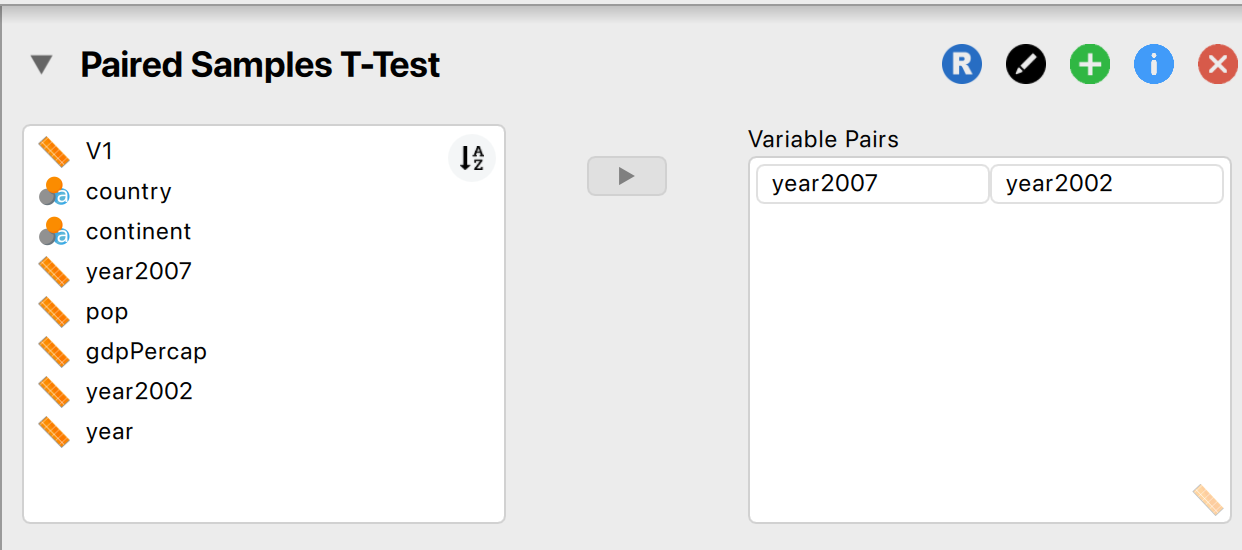 Paired Samples T-Test
R
V1
country
continent
year2007
pop
gdpPercap
year2002
year
A
Z
Variable Pairs
year2007 year2002